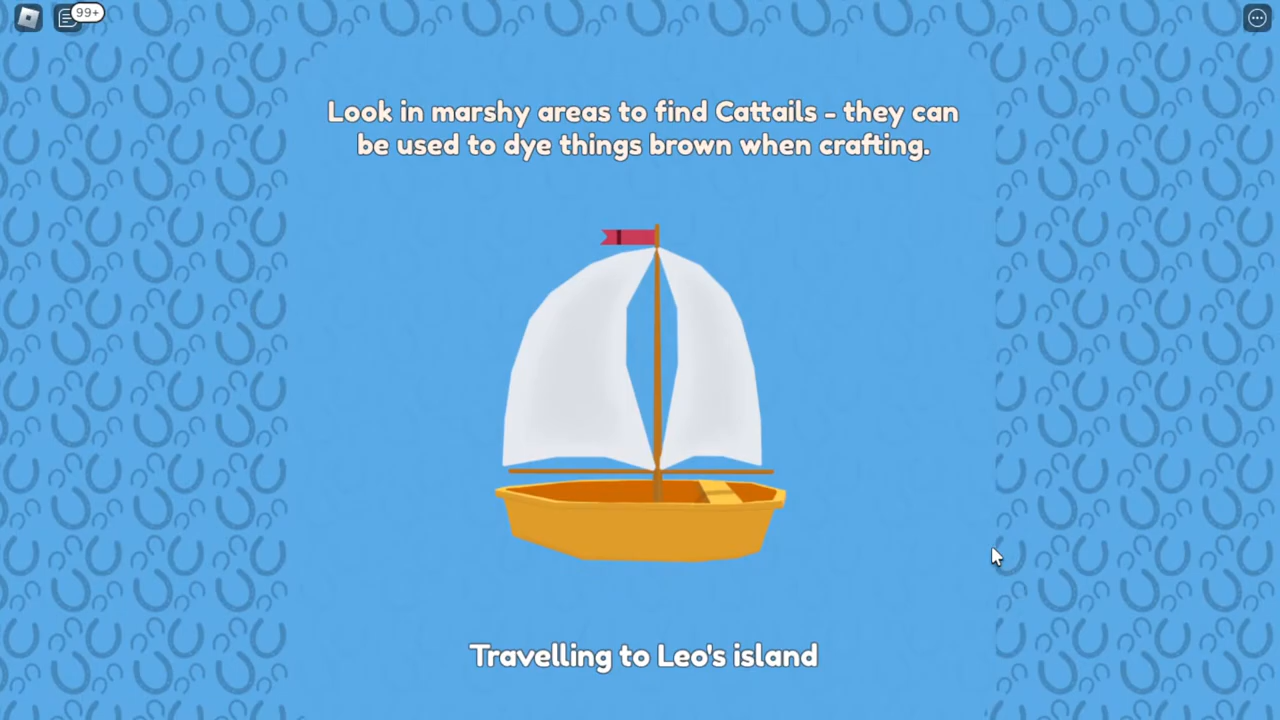 99+
Look in marshy areas to find Cattails - they can
be used to dye things brown when crafting.
Travelling to Leo's island